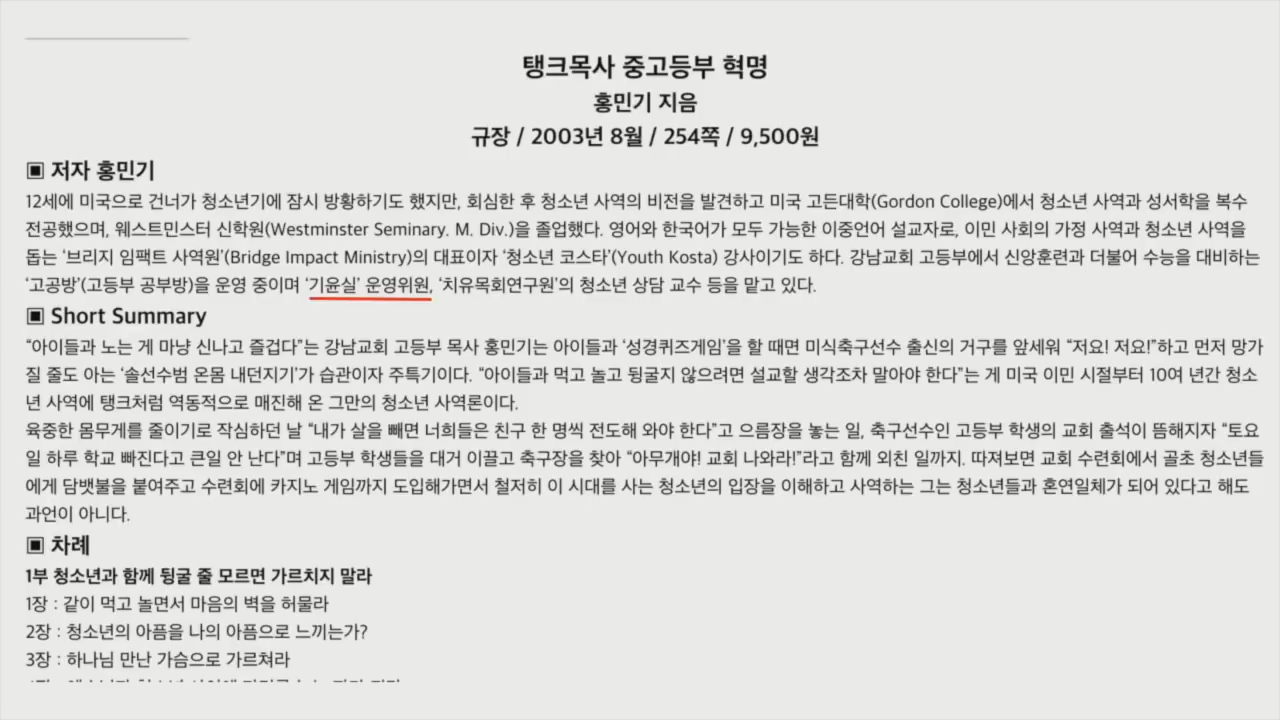 탱크목사 중고등부 혁명
홍민기 지음
규장 / 2003년 8월 / 254쪽 / 9,500원
▣ 저자 홍민기
12세에 미국으로 건너가 청소년기에 잠시 방황하기도 했지만, 회심한 후 청소년 사역의 비전을 발견하고 미국 고든대학(Gordon College)에서 청소년 사역과 성서학을 복수
전공했으며, 웨스트민스터 신학원(Westminster Seminary. M. Div.)을 졸업했다. 영어와 한국어가 모두 가능한 이중언어 설교자로, 이민 사회의 가정 사역과 청소년 사역을
돕는 ‘브리지 임팩트 사역원’(Bridge Impact Ministry)의 대표이자 ‘청소년 코스타’(Youth Kosta) 강사이기도 하다. 강남교회 고등부에서 신앙훈련과 더불어 수능을 대비하는
‘고공방’(고등부 공부방)을 운영 중이며 ‘기윤실’ 운영위원, ‘치유목회연구원’의 청소년 상담 교수 등을 맡고 있다.
▣ Short Summary
“아이들과 노는 게 마냥 신나고 즐겁다”는 강남교회 고등부 목사 홍민기는 아이들과 ‘성경퀴즈게임’을 할 때면 미식축구선수 출신의 거구를 앞세워 “저요! 저요!”하고 먼저 망가
질 줄도 아는 ‘솔선수범 온몸 내던지기’가 습관이자 주특기이다. “아이들과 먹고 놀고 뒹굴지 않으려면 설교할 생각조차 말아야 한다”는 게 미국 이민 시절부터 10여 년간 청소
년 사역에 탱크처럼 역동적으로 매진해 온 그만의 청소년 사역론이다.
육중한 몸무게를 줄이기로 작심하던 날 “내가 살을 빼면 너희들은 친구 한 명씩 전도해 와야 한다”고 으름장을 놓는 일, 축구선수인 고등부 학생의 교회 출석이 뜸해지자 “토요
일 하루 학교 빠진다고 큰일 안 난다”며 고등부 학생들을 대거 이끌고 축구장을 찾아 “아무개야! 교회 나와라!”라고 함께 외친 일까지. 따져보면 교회 수련회에서 골초 청소년들
에게 담뱃불을 붙여주고 수련회에 카지노 게임까지 도입해가면서 철저히 이 시대를 사는 청소년의 입장을 이해하고 사역하는 그는 청소년들과 혼연일체가 되어 있다고 해도
과언이 아니다.
▣ 차례
1부 청소년과 함께 뒹굴 줄 모르면 가르치지 말라
1장 : 같이 먹고 놀면서 마음의 벽을 허물라
2장 : 청소년의 아픔을 나의 아픔으로 느끼는가?
3장 : 하나님 만난 가슴으로 가르쳐라